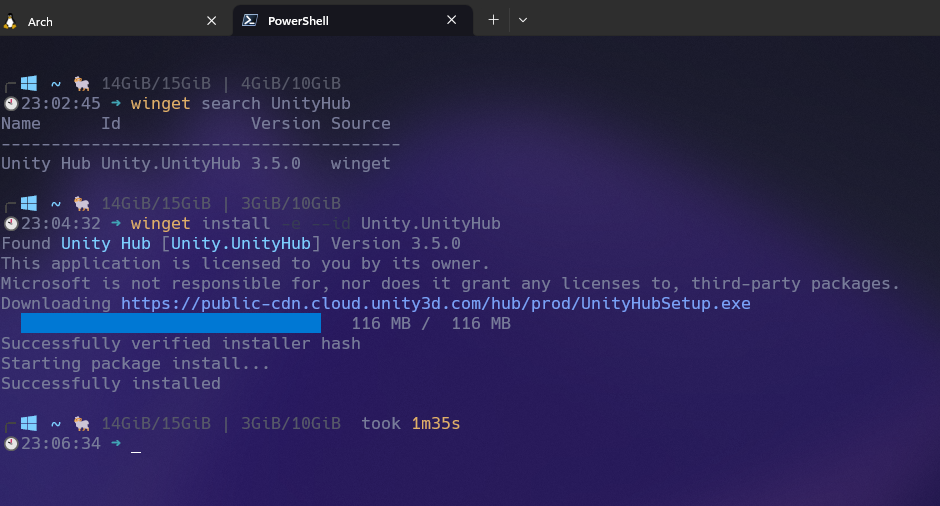 Arch
PowerShell
~ 14GiB/15GiB | 4GiB/10GiB
23:02:45 ➜ winget search UnityHub
Name Id Version Source
----------------------------------------
Unity Hub Unity.UnityHub 3.5.0 winget
~ 14GiB/15GiB | 3GiB/10GiB
23:04:32 ➜ winget install -e --id Unity.UnityHub
Found Unity Hub [Unity.UnityHub] Version 3.5.0
This application is licensed to you by its owner.
Microsoft is not responsible for, nor does it grant any licenses to, third-party packages.
Downloading https://public-cdn.cloud.unity3d.com/hub/prod/UnityHubSetup.exe
116 MB / 116 MB
Successfully verified installer hash
Starting package install...
Successfully installed
~ 14GiB/15GiB | 3GiB/10GiB took 1m35s
23:06:34 ➜ _